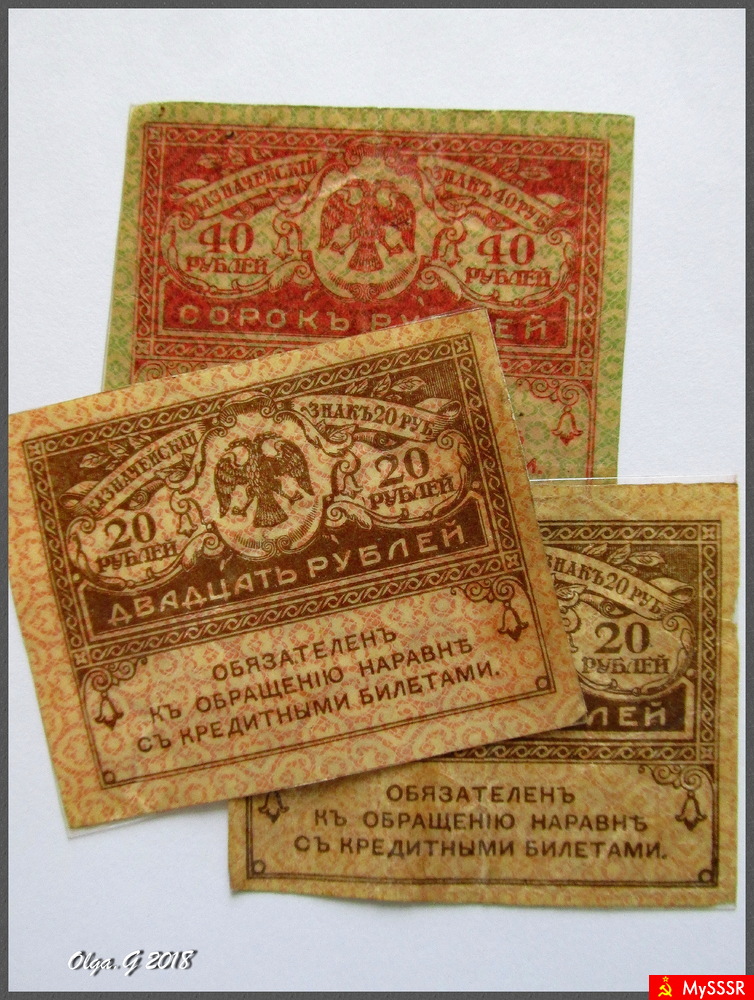 КАЗНАЧЕЙСКІЙ ЗНАКЪ 40 РУБ.
40 40
РУБЛЕЙ РУБЛЕЙ
СОРОКЪ РУ ЛЕЙ
КАЗНАЧЕЙСКІЙ ЗНАКЪ 20 РУБ.
20 20
РУБЛЕЙ РУБЛЕЙ
ДВАДЦАТЬ РУБЛЕЙ
ОБЯЗАТЕЛЕНЪ
КЪ ОБРАЩЕНІЮ НАРАВНѢ
СЪ КРЕДИТНЫМИ БИЛЕТАМИ.
ЗНАКЪ 20 РУБ
20
РУБЛЕЙ
ЛЕЙ
ОБЯЗАТЕЛЕНЪ
КЪ ОБРАЩЕНІЮ НАРАВНѢ
СЪ КРЕДИТНЫМИ БИЛЕТАМИ.
Olga.G 2018
MySSSR